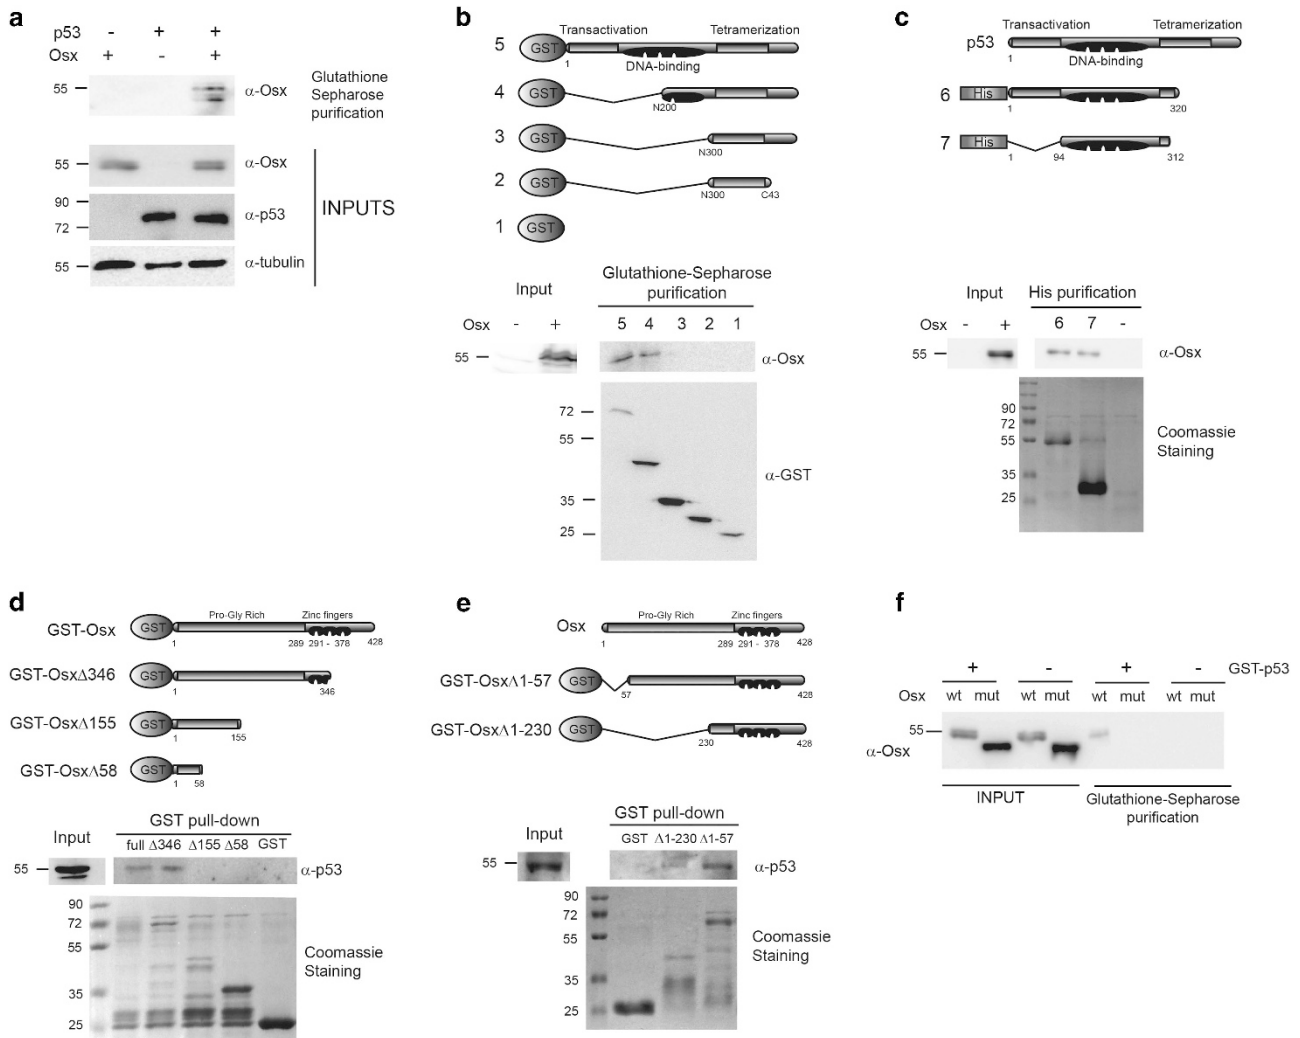 a
p53 - + +
Osx + - +
55 α-Osx
Glutathione
Sepharose
purification
55 α-Osx
90
72
α-p53
55 α-tubulin
INPUTS
b
Transactivation Tetramerization
5 GST
1 DNA-binding
4 GST
N200
3 GST
N300
2 GST
N300 C43
1 GST
Input
Glutathione-Sepharose
purification
Osx - + 5 4 3 2 1
55 α-Osx
72
55
35
25
α-GST
c
Transactivation Tetramerization
p53
1 DNA-binding
6 His
1 320
7 His
1 94 312
Input His purification
Osx - + 6 7 -
55 α-Osx
90
72
55
35
25
Coomassie
Staining
d
Pro-Gly Rich Zinc fingers
GST-Osx GST
1 289 291 - 378 428
GST-OsxΔ346 GST
1 346
GST-OsxΔ155 GST
1 155
GST-OsxΔ58 GST
1 58
Input GST pull-down
full Δ346 Δ155 Δ58 GST
55 α-p53
90
72
55
35
25
Coomassie
Staining
e
Pro-Gly Rich Zinc fingers
Osx
1 289 291 - 378 428
GST-OsxΔ1-57 GST
57 428
GST-OsxΔ1-230 GST
230 428
Input GST pull-down
GST Δ1-230 Δ1-57
55 α-p53
90
72
55
35
25
Coomassie
Staining
f
+ - + - GST-p53
Osx wt mut wt mut wt mut wt mut
55
α-Osx
INPUT
Glutathione-Sepharose
purification